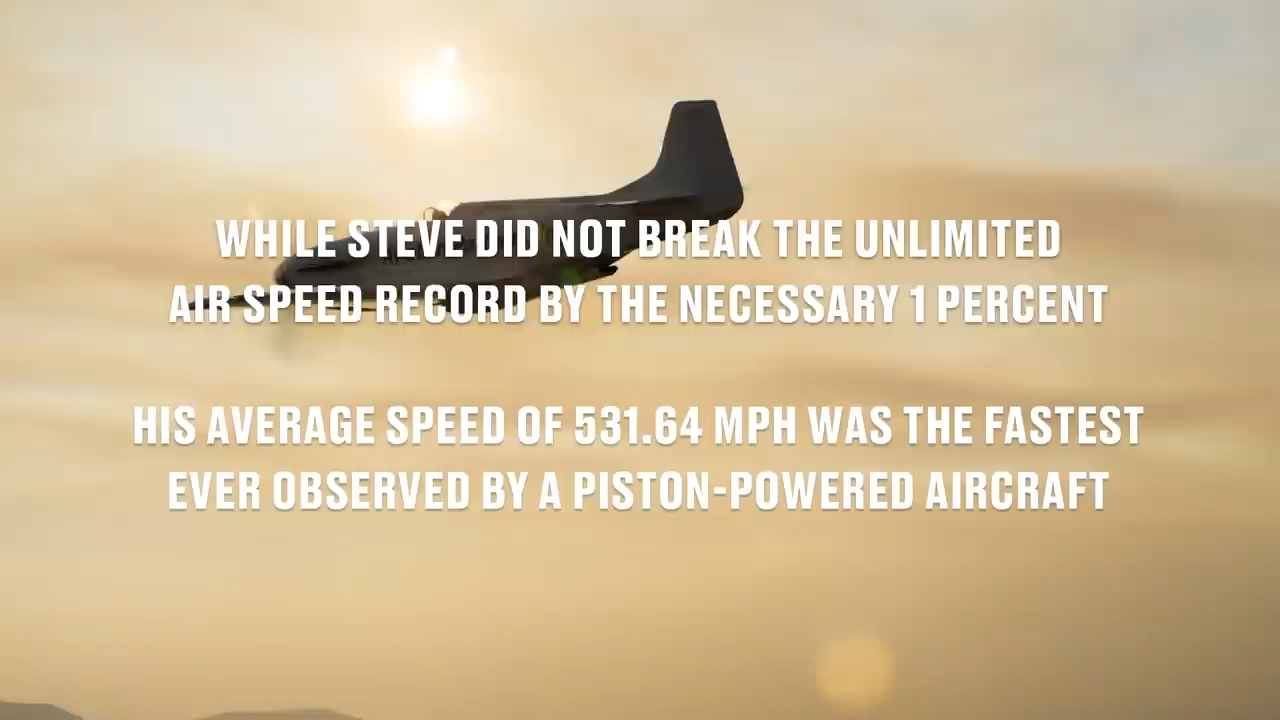 WHILE STEVE DID NOT BREAK THE UNLIMITED
AIR SPEED RECORD BY THE NECESSARY 1 PERCENT
HIS AVERAGE SPEED OF 531.64 MPH WAS THE FASTEST
EVER OBSERVED BY A PISTON-POWERED AIRCRAFT